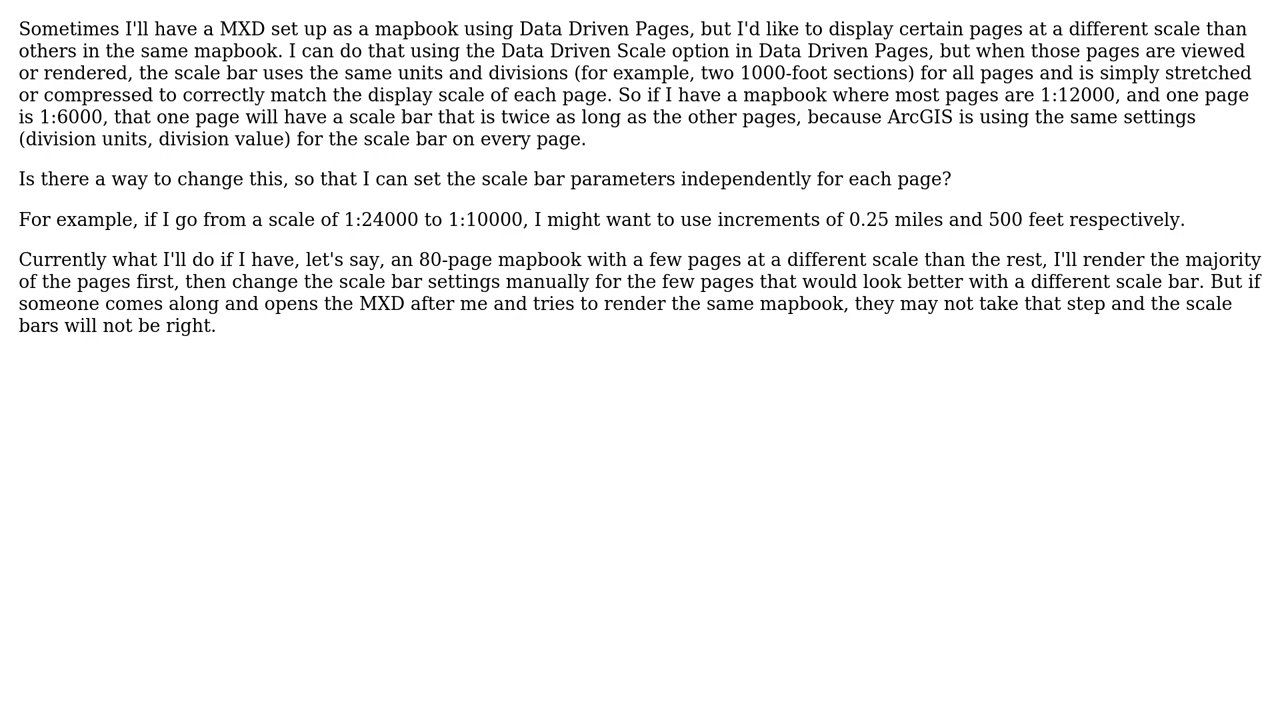 Sometimes I'll have a MXD set up as a mapbook using Data Driven Pages, but I'd like to display certain pages at a different scale than
others in the same mapbook. I can do that using the Data Driven Scale option in Data Driven Pages, but when those pages are viewed
or rendered, the scale bar uses the same units and divisions (for example, two 1000-foot sections) for all pages and is simply stretched
or compressed to correctly match the display scale of each page. So if I have a mapbook where most pages are 1:12000, and one page
is 1:6000, that one page will have a scale bar that is twice as long as the other pages, because ArcGIS is using the same settings
(division units, division value) for the scale bar on every page.
Is there a way to change this, so that I can set the scale bar parameters independently for each page?
For example, if I go from a scale of 1:24000 to 1:10000, I might want to use increments of 0.25 miles and 500 feet respectively.
Currently what I'll do if I have, let's say, an 80-page mapbook with a few pages at a different scale than the rest, I'll render the majority
of the pages first, then change the scale bar settings manually for the few pages that would look better with a different scale bar. But if
someone comes along and opens the MXD after me and tries to render the same mapbook, they may not take that step and the scale
bars will not be right.